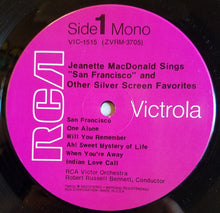 Side 1 Mono
VIC-1515 (ZVRM-3705)
Jeanette MacDonald Sings
"San Francisco" and
Other Silver Screen Favorites
RCA
Victrola
San Francisco
One Alone
Will You Remember
Ah! Sweet Mystery of Life
When You're Away
Indian Love Call
RCA Victor Orchestra
Robert Russell Bennett, Conductor